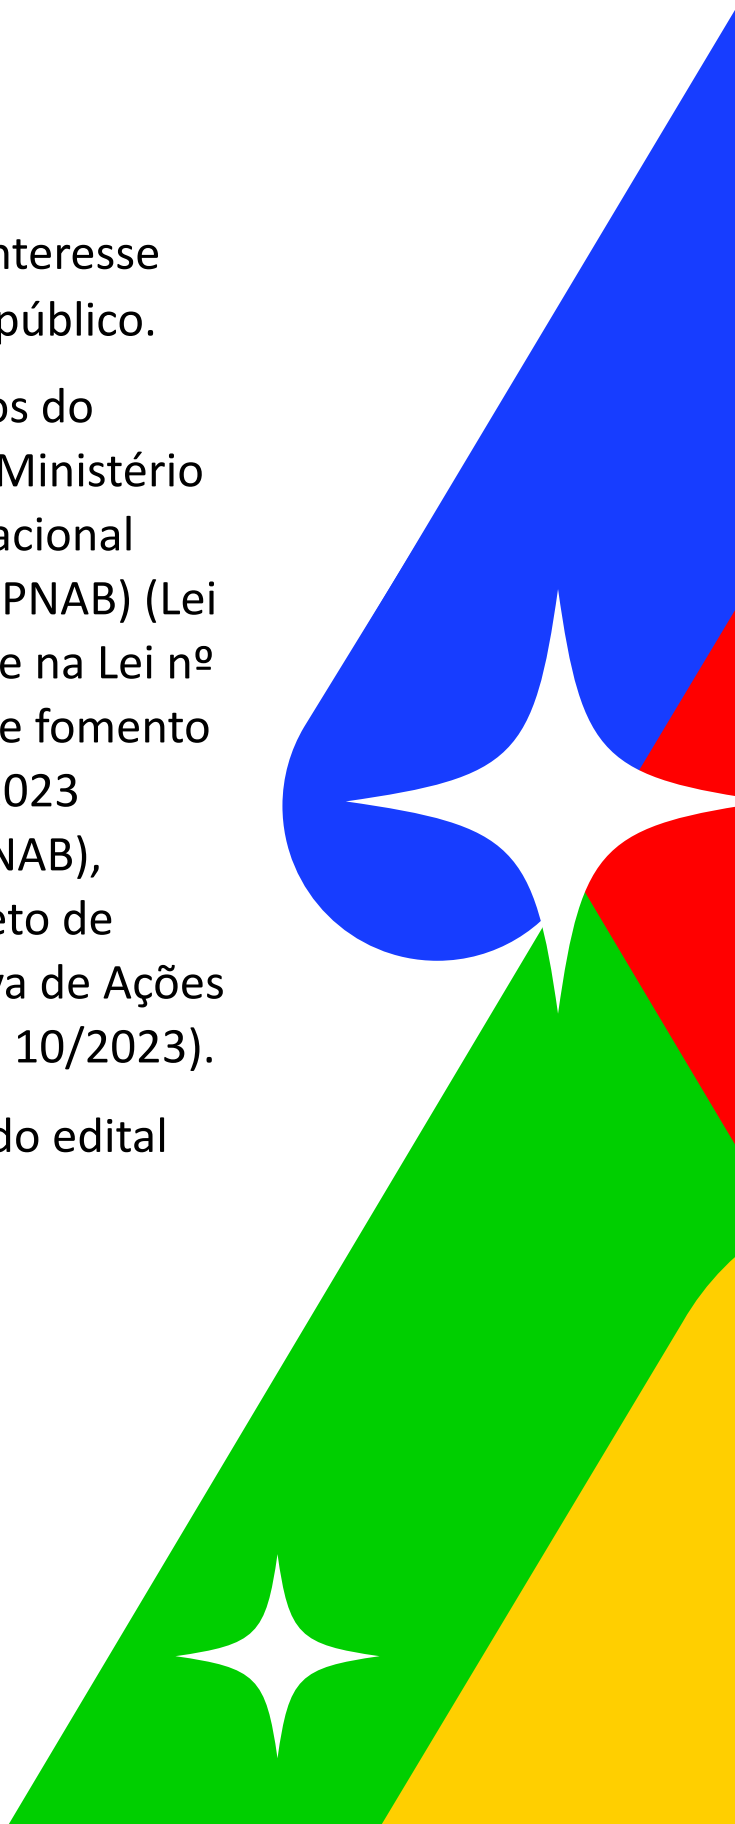 nteresse
público.
os do
Ministério
acional
PNAB) (Lei
e na Lei nº
e fomento
023
NAB),
eto de
va de Ações
10/2023).
do edital